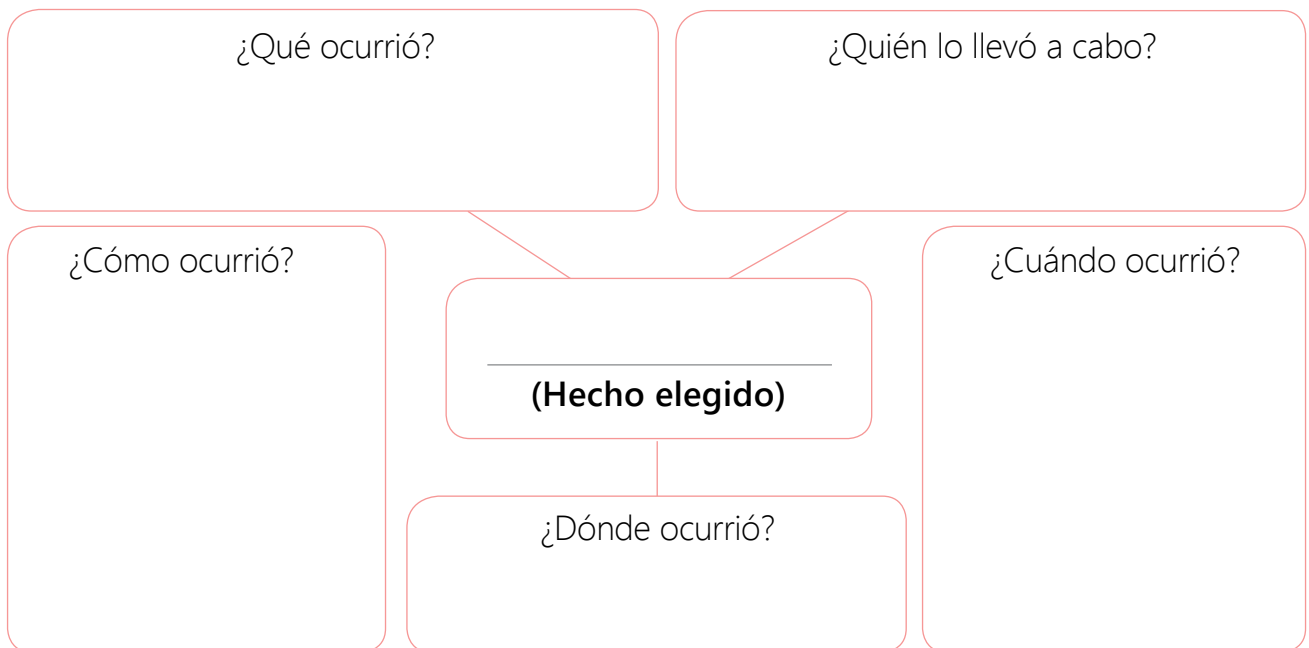 ¿Qué ocurrió?
¿Quién lo llevó a cabo?
¿Cómo ocurrió?
¿Cuándo ocurrió?
(Hecho elegido)
¿Dónde ocurrió?